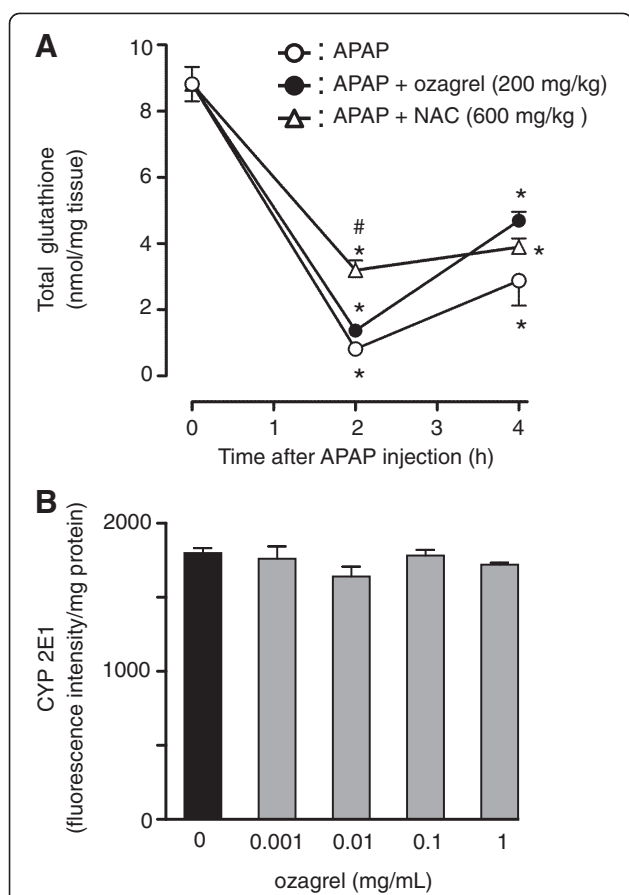 A
○ : APAP
● : APAP + ozagrel (200 mg/kg)
△ : APAP + NAC (600 mg/kg )
Total glutathione
(nmol/mg tissue)
10
8
6
4
2
0
#
*
*
*
*
*
*
0 1 2 3 4
Time after APAP injection (h)
B
CYP 2E1
(fluorescence intensity/mg protein)
2000
1000
0
0 0.001 0.01 0.1 1
ozagrel (mg/mL)